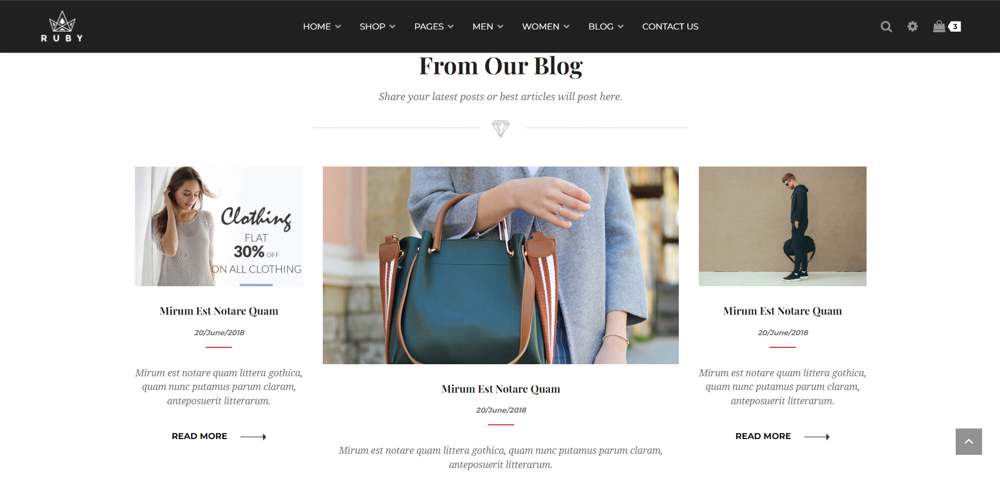 RUBY
HOME SHOP PAGES MEN WOMEN BLOG CONTACT US 3
From Our Blog
Share your latest posts or best articles will post here.
Clothing
FLAT
30% OFF
ON ALL CLOTHING
Mirum Est Notare Quam
20/June/2018
Mirum est notare quam littera gothica,
quam nunc putamus parum claram,
anteposuerit litterarum.
READ MORE
Mirum Est Notare Quam
20/June/2018
Mirum est notare quam littera gothica, quam nunc putamus parum claram,
anteposuerit litterarum.
Mirum Est Notare Quam
20/June/2018
Mirum est notare quam littera gothica,
quam nunc putamus parum claram,
anteposuerit litterarum.
READ MORE